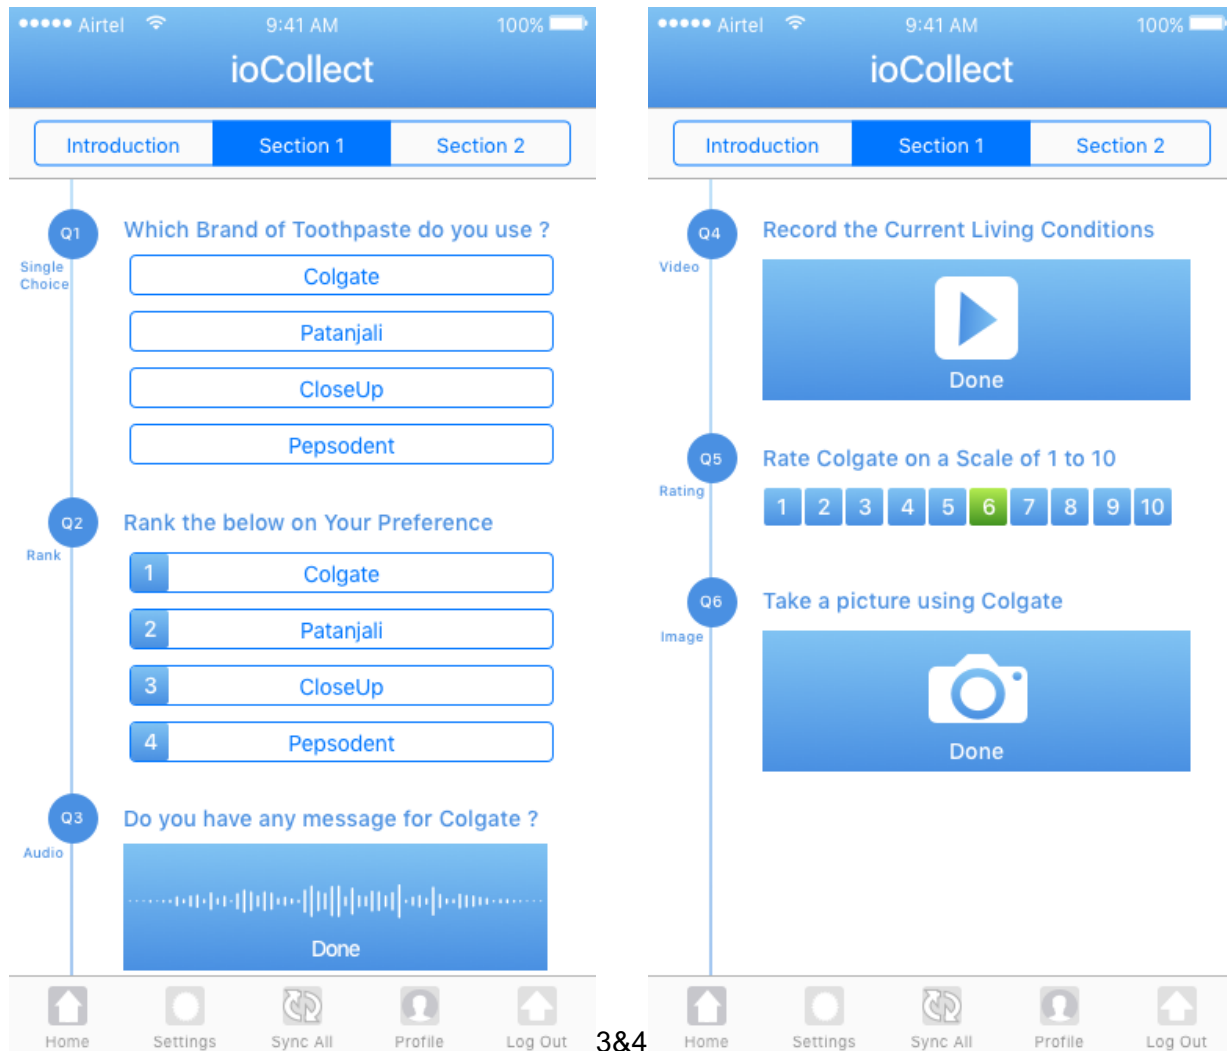 Airtel 9:41 AM 100%
ioCollect
Introduction Section 1 Section 2
Q1 Which Brand of Toothpaste do you use ?
Single
Choice
Colgate
Patanjali
CloseUp
Pepsodent
Q2 Rank the below on Your Preference
Rank
1 Colgate
2 Patanjali
3 CloseUp
4 Pepsodent
Q3 Do you have any message for Colgate ?
Audio
Done
Home Settings Sync All Profile Log Out
3&4
Airtel 9:41 AM 100%
ioCollect
Introduction Section 1 Section 2
Q4 Record the Current Living Conditions
Video
Done
Q5 Rate Colgate on a Scale of 1 to 10
Rating
1 2 3 4 5 6 7 8 9 10
Q6 Take a picture using Colgate
Image
Done
Home Settings Sync All Profile Log Out